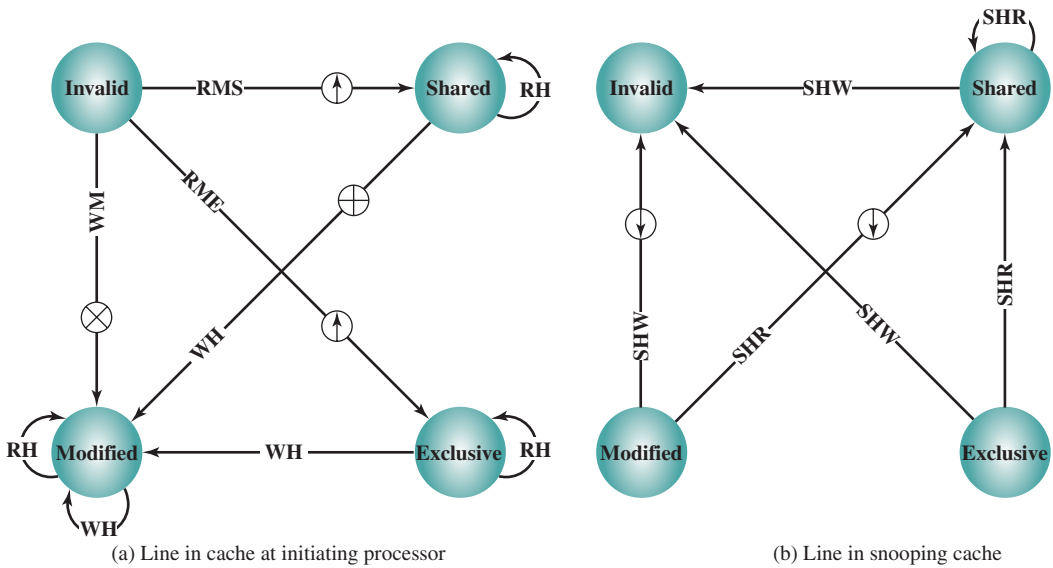 SHR
Invalid
RMS
Shared
RH
Invalid
SHW
Shared
RME
WM
WH
SHW
SHR
SHW
SHR
RH
Modified
WH
Exclusive
RH
WH
Modified
Exclusive
(a) Line in cache at initiating processor
(b) Line in snooping cache